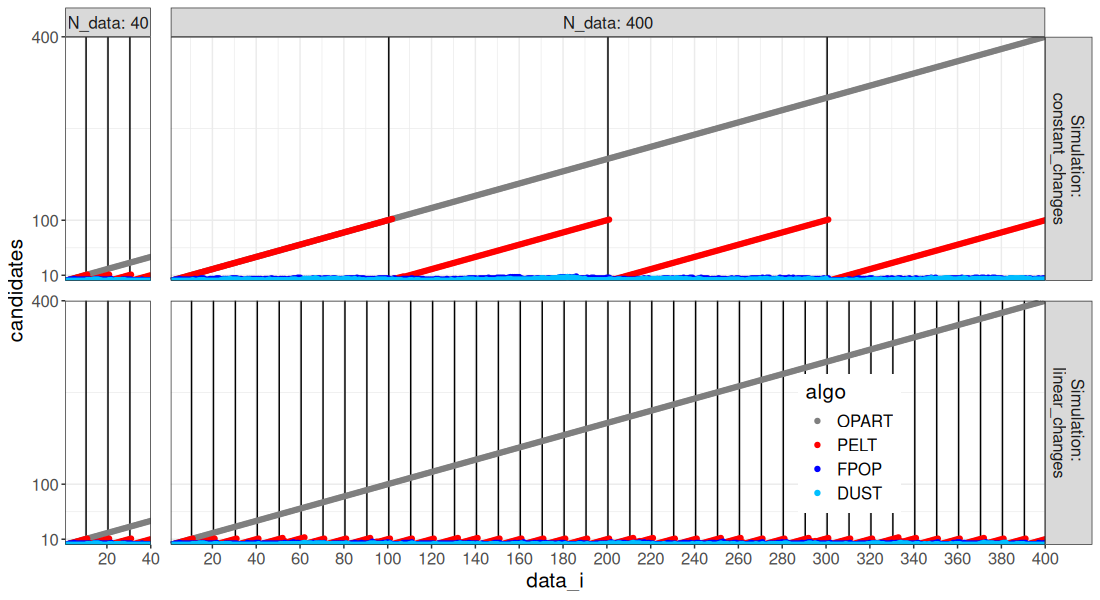 N_data: 40
N_data: 400
candidates
400
100
10
Simulation:
constant_changes
400
100
10
Simulation:
linear_changes
algo
OPART
PELT
FPOP
DUST
20 40
20 40 60 80 100 120 140 160 180 200 220 240 260 280 300 320 340 360 380 400
data_i